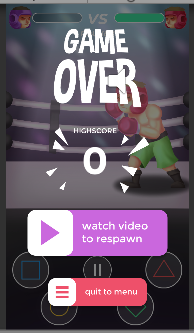 VS
GAME
OVER
HIGHSCORE
0
watch video
to respawn
quit to menu